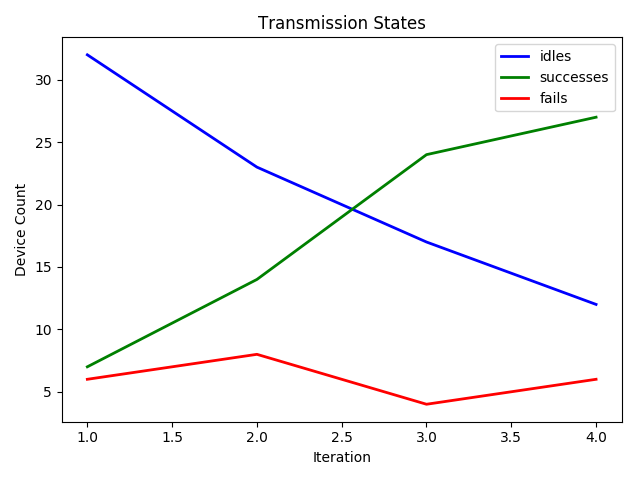 Transmission States
idles
successes
fails
Device Count
30
25
20
15
10
5
1.0 1.5 2.0 2.5 3.0 3.5 4.0
Iteration